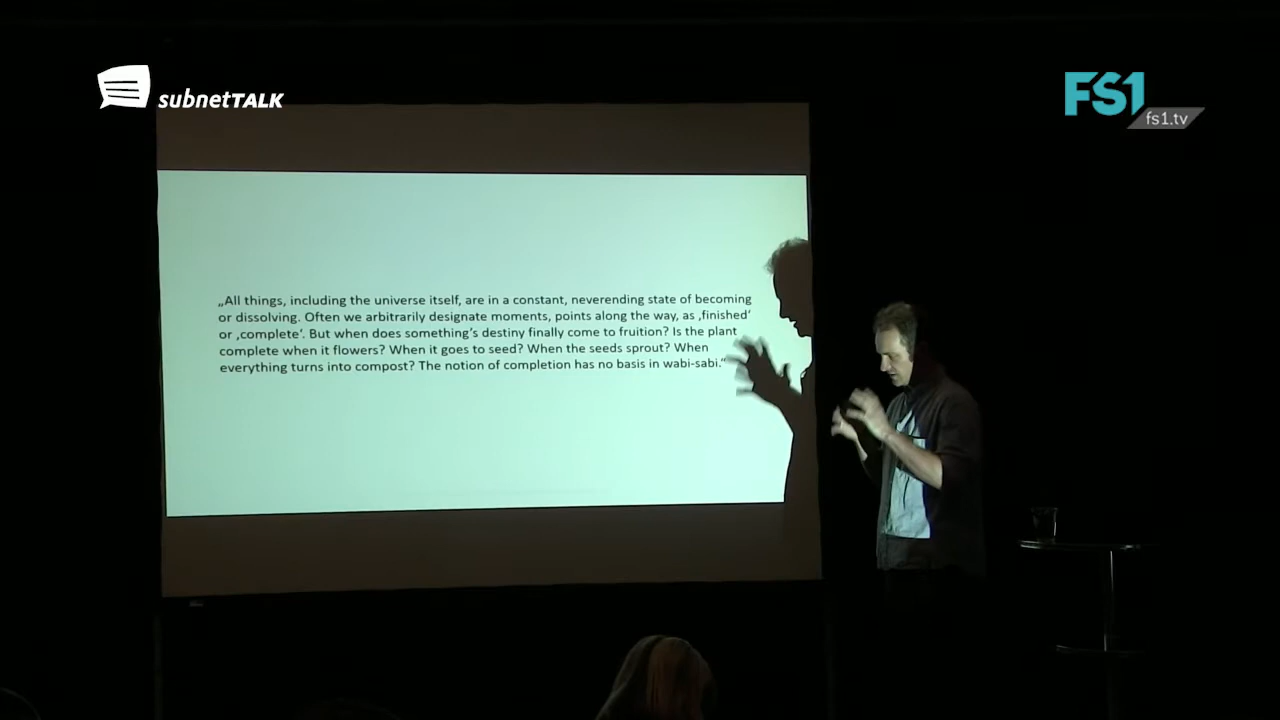 subnetTALK
FS1
fs1.tv
„All things, including the universe itself, are in a constant, neverending state of becoming
or dissolving. Often we arbitrarily designate moments, points along the way, as ‚finished‘
or ‚complete‘. But when does something's destiny finally come to fruition? Is the plant
complete when it flowers? When it goes to seed? When the seeds sprout? When
everything turns into compost? The notion of completion has no basis in wabi-sabi.“